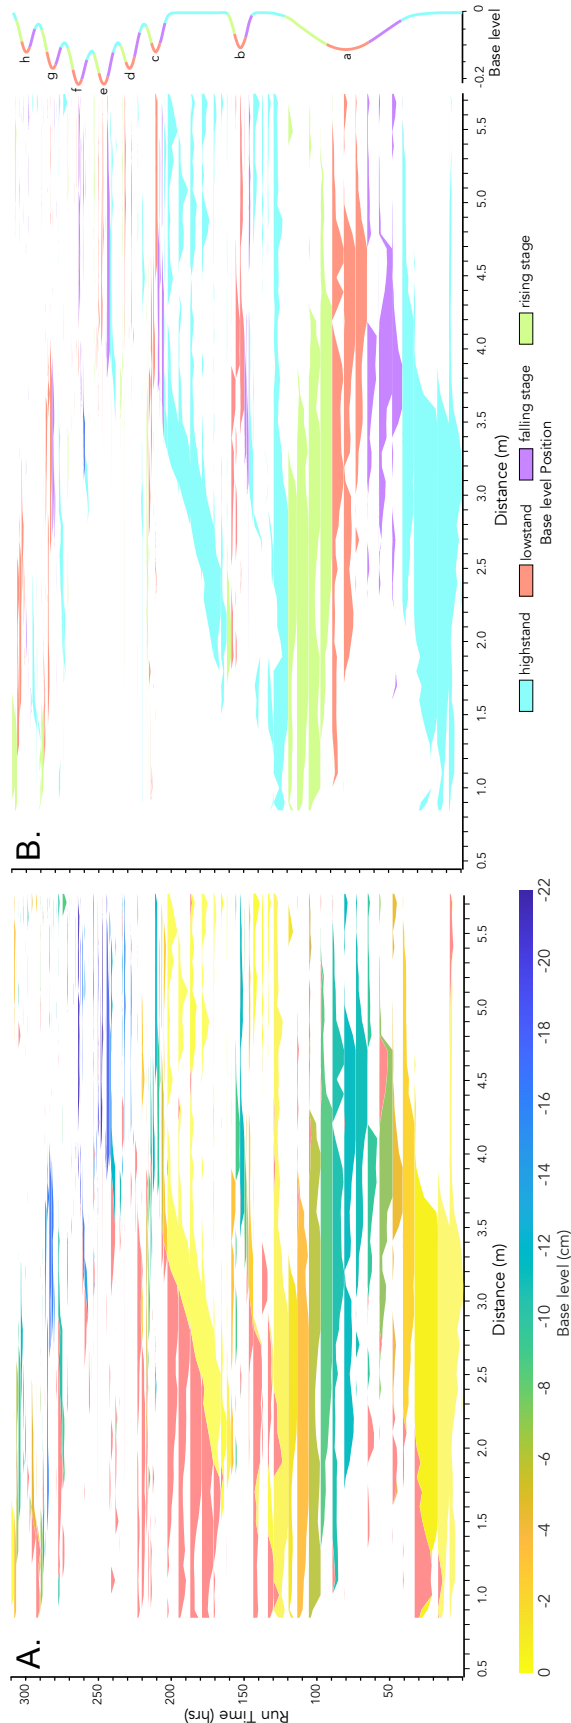 A.
Run Time (hrs)
300
250
200
150
100
50
0.5
1.0
1.5
2.0
2.5
3.0
3.5
4.0
4.5
5.0
5.5
Distance (m)
0
-2
-4
-6
-8
-10
-12
-14
-16
-18
-20
-22
Base level (cm)
B.
0.5
1.0
1.5
2.0
2.5
3.0
3.5
4.0
4.5
5.0
5.5
Distance (m)
highstand
lowstand
falling stage
rising stage
Base level Position
h
g
f
e
d
c
b
a
-0.2
0
Base level